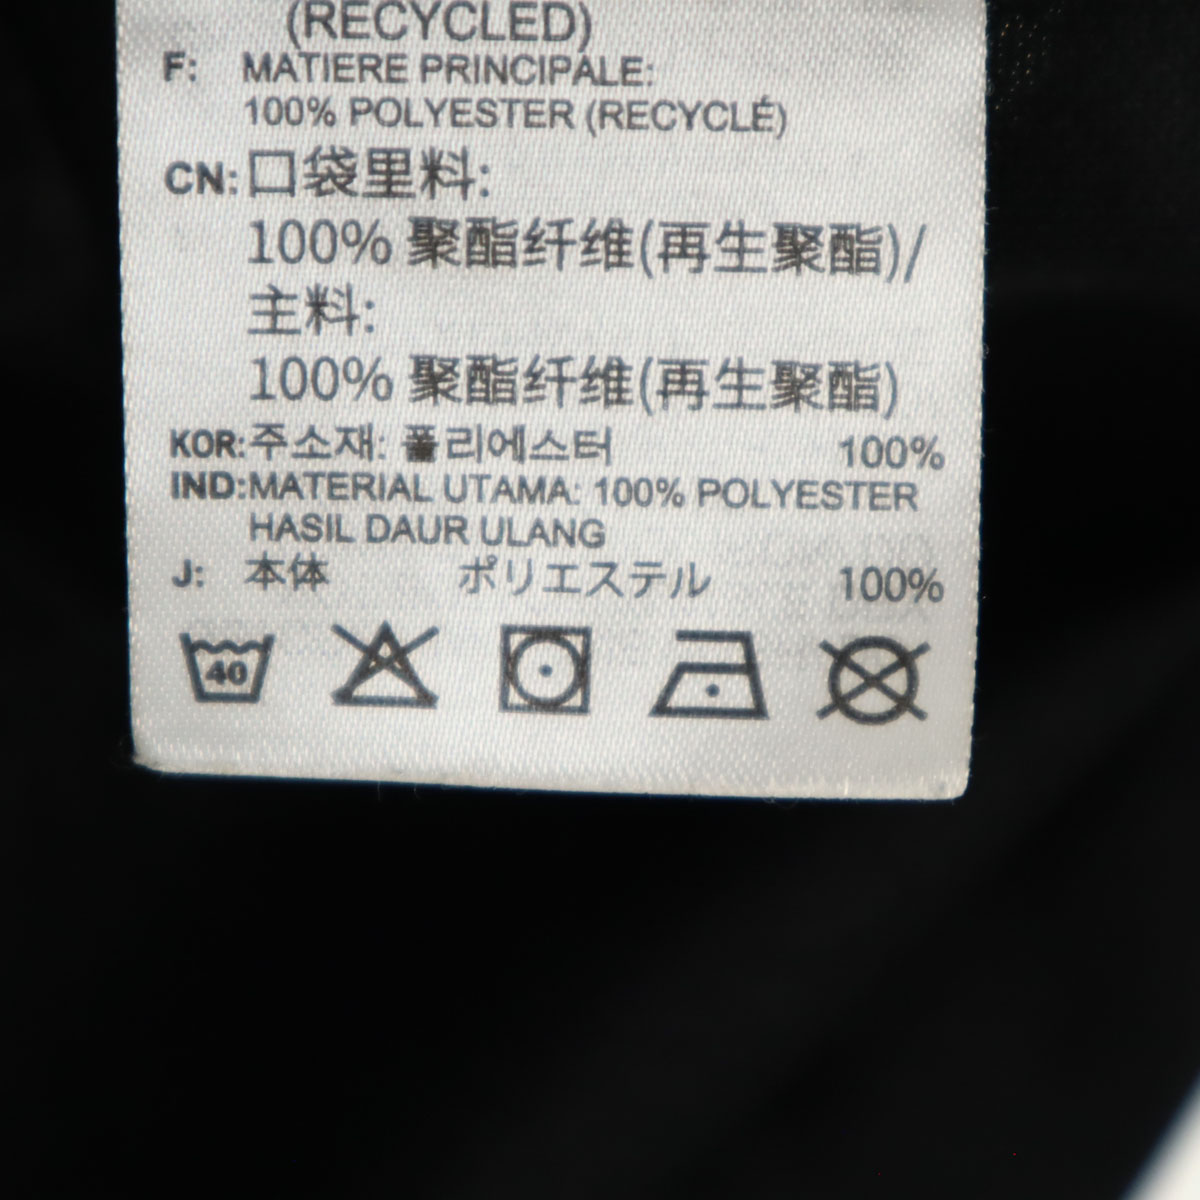 (RECYCLED)
F: MATIERE PRINCIPALE:
100% POLYESTER (RECYCLÉ)
CN: 口袋里料:
100% 聚酯纤维(再生聚酯)/
主料:
100% 聚酯纤维(再生聚酯)
KOR: 주소재: 폴리에스터 100%
IND: MATERIAL UTAMA: 100% POLYESTER
HASIL DAUR ULANG
J: 本体 ポリエステル 100%
40